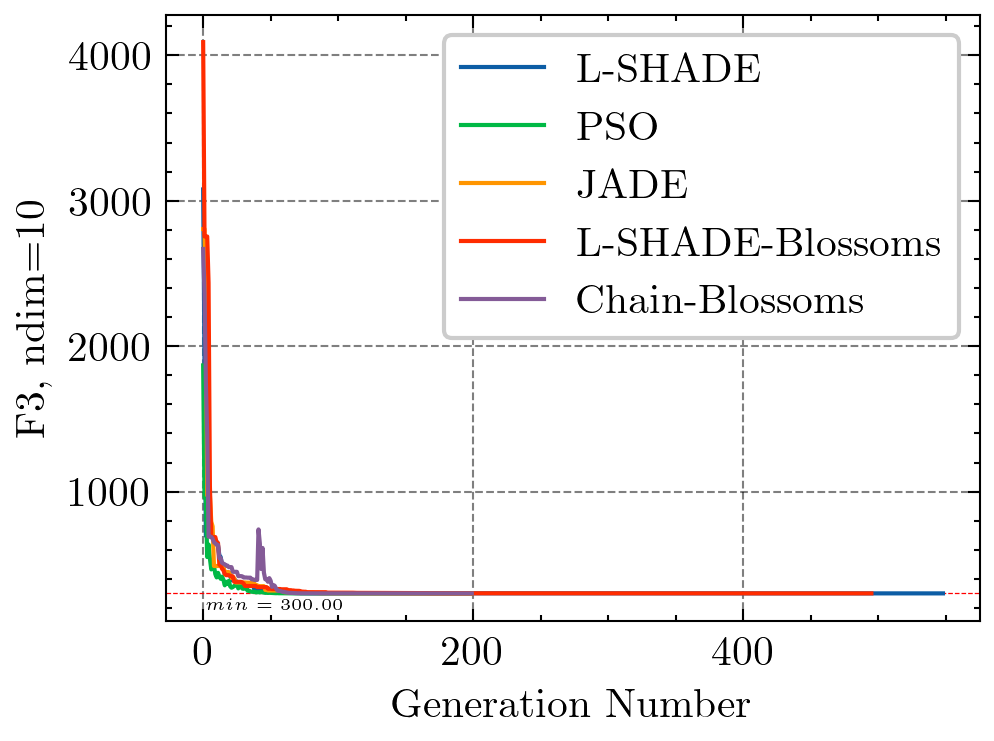 4000
3000
2000
1000
F3, ndim=10
L-SHADE
PSO
JADE
L-SHADE-Blossoms
Chain-Blossoms
min = 300.00
0 200 400
Generation Number